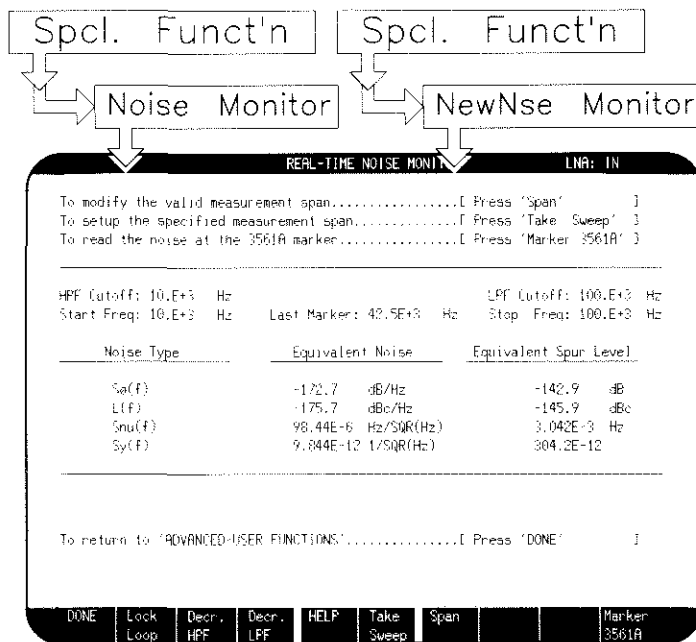 Spcl. Funct'n
Spcl. Funct'n
Noise Monitor
NewNse Monitor
REAL-TIME NOISE MONIT
LNA: IN
To modify the valid measurement span.................[ Press 'Span' ]
To setup the specified measurement span..............[ Press 'Take Sweep' ]
To read the noise at the 3561A marker................[ Press 'Marker 3561A' ]
HPF Cutoff: 10.E+3 Hz LPF Cutoff: 100.E+3 Hz
Start Freq: 10.E+3 Hz Last Marker: 42.5E+3 Hz Stop Freq: 100.E+3 Hz
Noise Type Equivalent Noise Equivalent Spur Level
Sø(f) -172.7 dB/Hz -142.9 dB
L(f) -175.7 dBc/Hz -145.9 dBc
Snu(f) 98.44E-6 Hz/SQR(Hz) 3.042E-3 Hz
Sy(f) 9.844E-12 1/SQR(Hz) 304.2E-12
To return to 'ADVANCED-USER FUNCTIONS'...............[ Press 'DONE' ]
DONE Lock Decr. Decr. HELP Take Span Marker
Loop HPF LPF Sweep 3561A